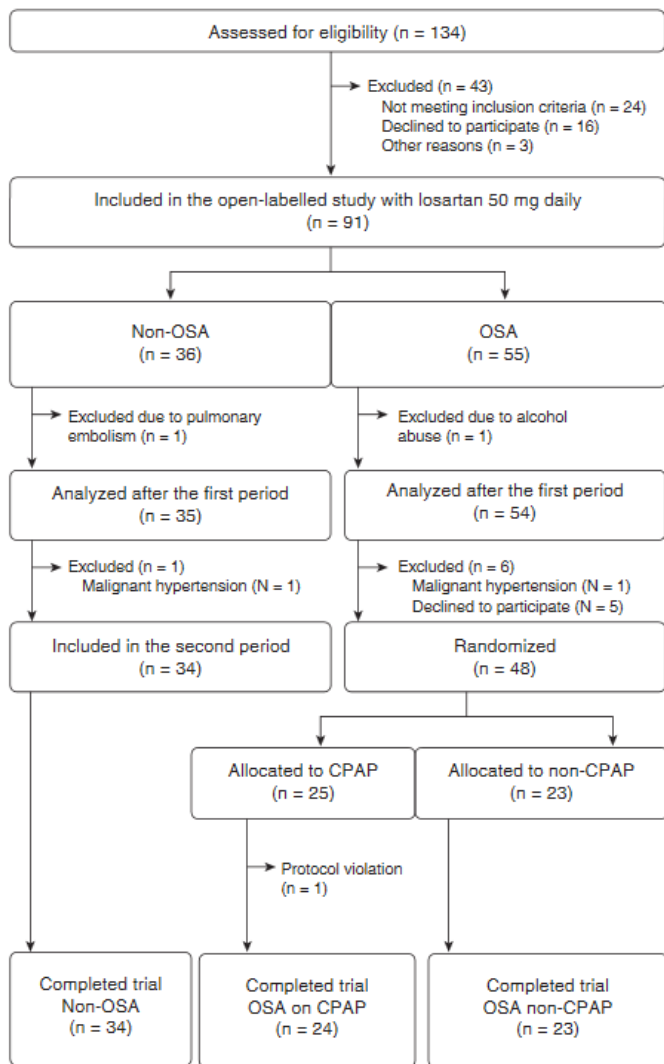 Assessed for eligibility (n = 134)
Excluded (n = 43)
Not meeting inclusion criteria (n = 24)
Declined to participate (n = 16)
Other reasons (n = 3)
Included in the open-labelled study with losartan 50 mg daily
(n = 91)
Non-OSA
(n = 36)
OSA
(n = 55)
Excluded due to pulmonary
embolism (n = 1)
Excluded due to alcohol
abuse (n = 1)
Analyzed after the first period
(n = 35)
Analyzed after the first period
(n = 54)
Excluded (n = 1)
Malignant hypertension (N = 1)
Excluded (n = 6)
Malignant hypertension (N = 1)
Declined to participate (N = 5)
Included in the second period
(n = 34)
Randomized
(n = 48)
Allocated to CPAP
(n = 25)
Allocated to non-CPAP
(n = 23)
Protocol violation
(n = 1)
Completed trial
Non-OSA
(n = 34)
Completed trial
OSA on CPAP
(n = 24)
Completed trial
OSA non-CPAP
(n = 23)